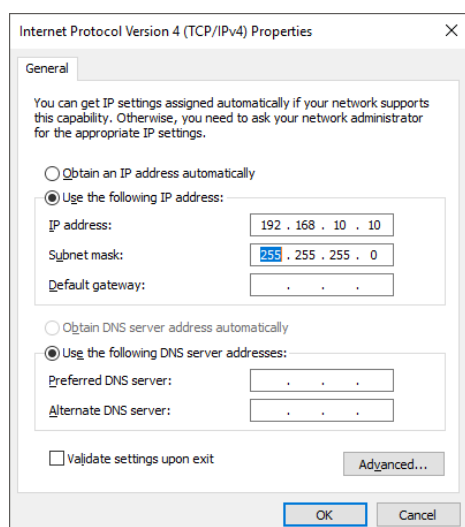 Internet Protocol Version 4 (TCP/IPv4) Properties
General
You can get IP settings assigned automatically if your network supports
this capability. Otherwise, you need to ask your network administrator
for the appropriate IP settings.
Obtain an IP address automatically
Use the following IP address:
IP address: 192 . 168 . 10 . 10
Subnet mask: 255 . 255 . 255 . 0
Default gateway: . . .
Obtain DNS server address automatically
Use the following DNS server addresses:
Preferred DNS server: . . .
Alternate DNS server: . . .
Validate settings upon exit
Advanced...
OK Cancel